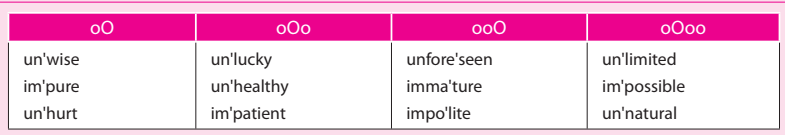 oO oOo ooO oOoo
un'wise un'lucky unfore'seen un'limited
im'pure un'healthy imma'ture im'possible
un'hurt im'patient impo'lite un'natural